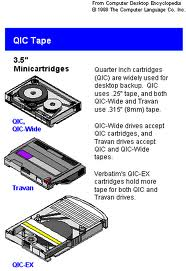 From Computer Desktop Encyclopedia
© 1998 The Computer Language Co. Inc.
QIC Tape
3.5"
Minicartridges
Quarter inch cartridges
(QIC) are widely used for
desktop backup. QIC
uses .25" tape, and both
QIC-Wide and Travan
use .315" (8mm) tape.
QIC-Wide drives accept
QIC cartridges, and
Travan drives accept
QIC and QIC-Wide
tapes.
Verbatim's QIC-EX
cartridges hold more
tape for both QIC and
Travan drives.
QIC,
QIC-Wide
Travan
QIC-EX